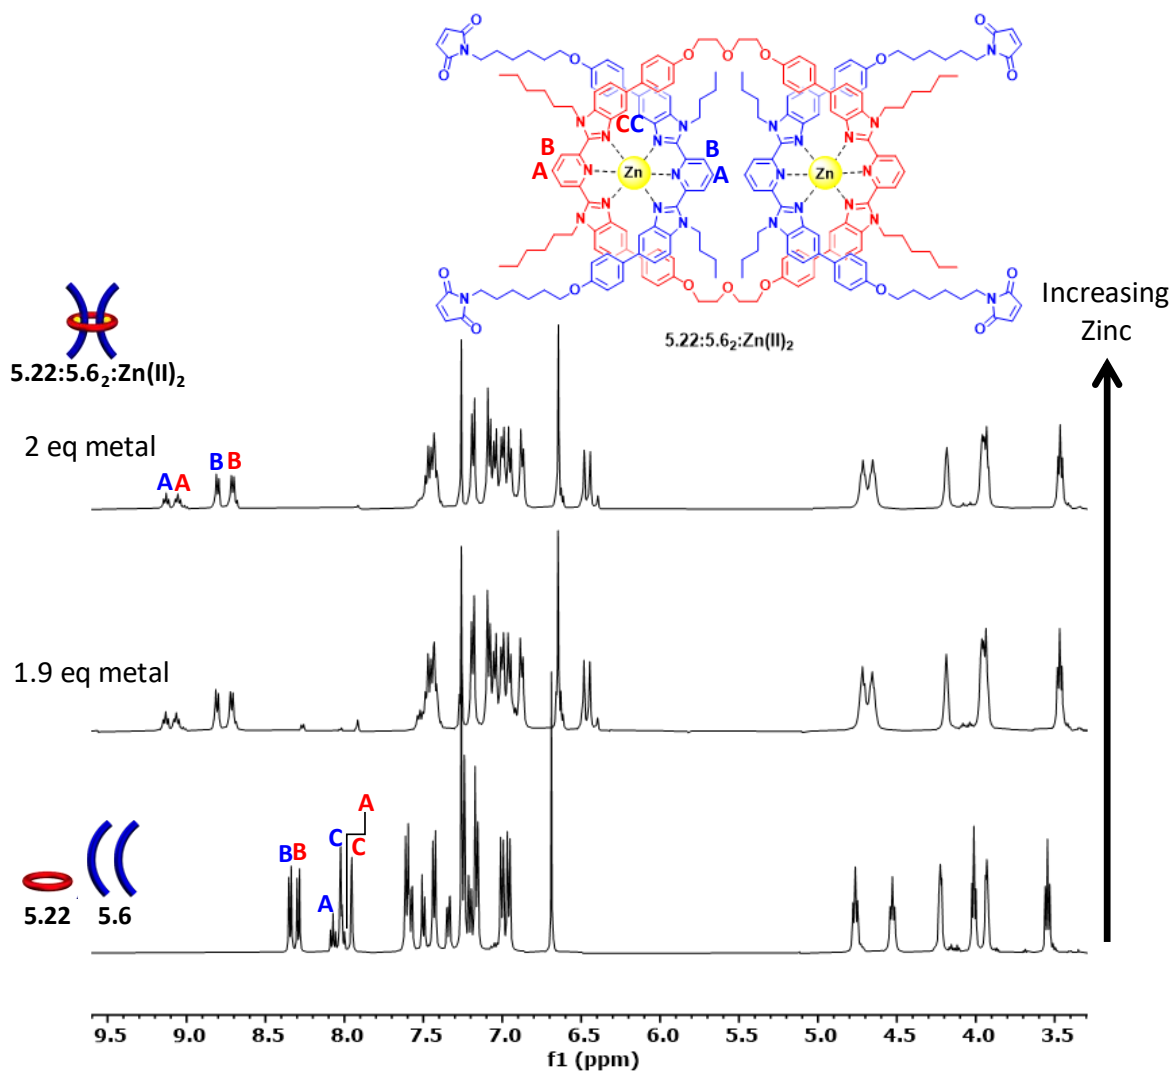 O
N
O
O
O
O
O
O
O
N
O
N
N
C
C
N
N
N
N
N
N
B
A
N
Zn
N
B
A
N
Zn
N
N
N
N
N
N
N
N
N
O
N
O
O
O
O
O
O
O
N
O
5.22:5.6₂:Zn(II)₂
Increasing
Zinc
5.22:5.6₂:Zn(II)₂
2 eq metal
A A B B
1.9 eq metal
B B A C A C
5.22 5.6
9.5 9.0 8.5 8.0 7.5 7.0 6.5 6.0 5.5 5.0 4.5 4.0 3.5
f1 (ppm)